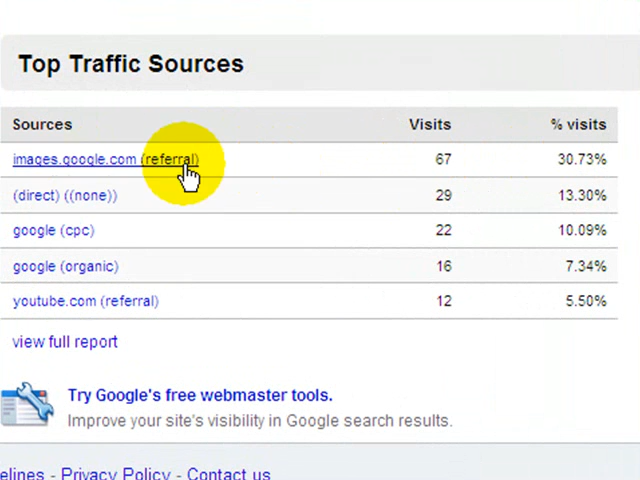 Top Traffic Sources
Sources Visits % visits
images.google.com (referral) 67 30.73%
(direct) ((none)) 29 13.30%
google (cpc) 22 10.09%
google (organic) 16 7.34%
youtube.com (referral) 12 5.50%
view full report
Try Google's free webmaster tools.
Improve your site's visibility in Google search results.
elines - Privacy Policy - Contact us